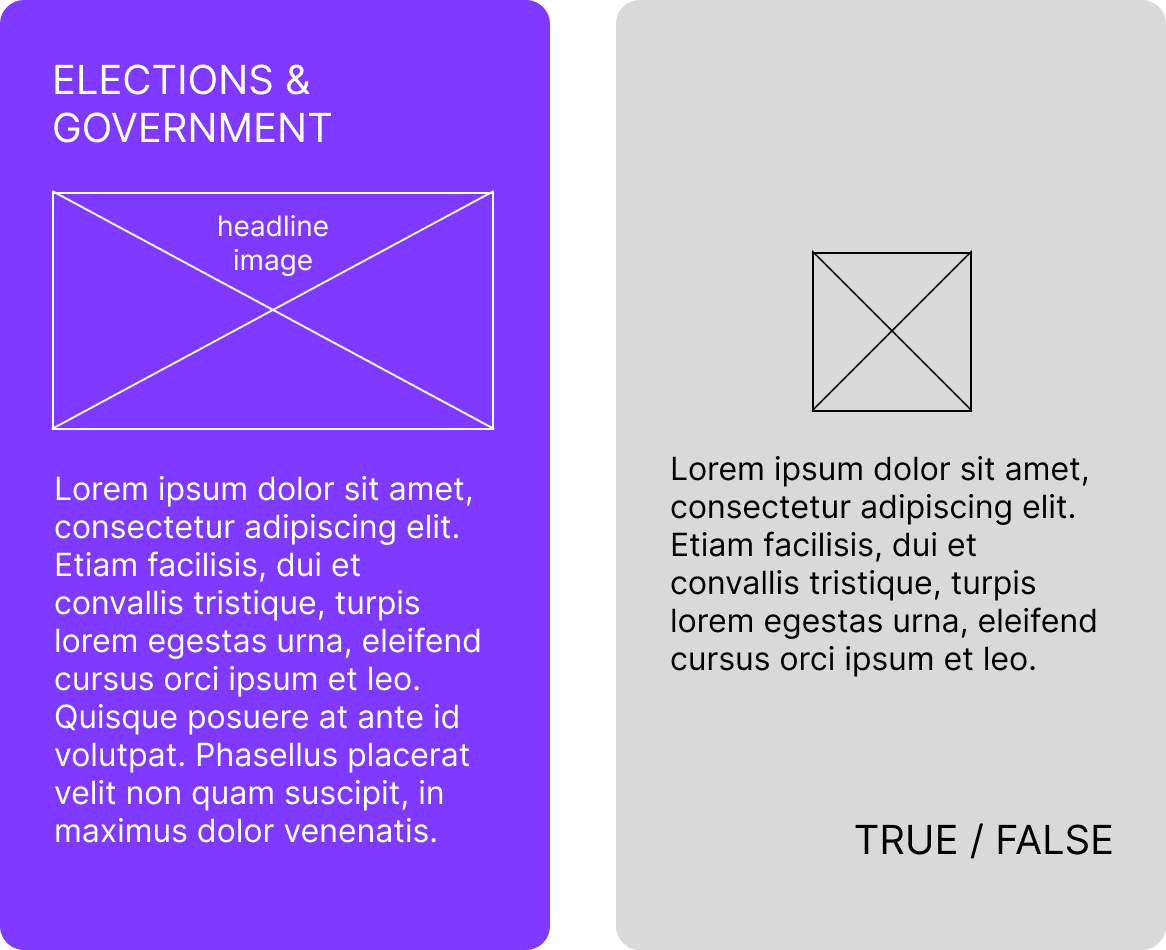 ELECTIONS &
GOVERNMENT
headline
image
Lorem ipsum dolor sit amet,
consectetur adipiscing elit.
Etiam facilisis, dui et
convallis tristique, turpis
lorem egestas urna, eleifend
cursus orci ipsum et leo.
Quisque posuere at ante id
volutpat. Phasellus placerat
velit non quam suscipit, in
maximus dolor venenatis.
Lorem ipsum dolor sit amet,
consectetur adipiscing elit.
Etiam facilisis, dui et
convallis tristique, turpis
lorem egestas urna, eleifend
cursus orci ipsum et leo.
TRUE / FALSE